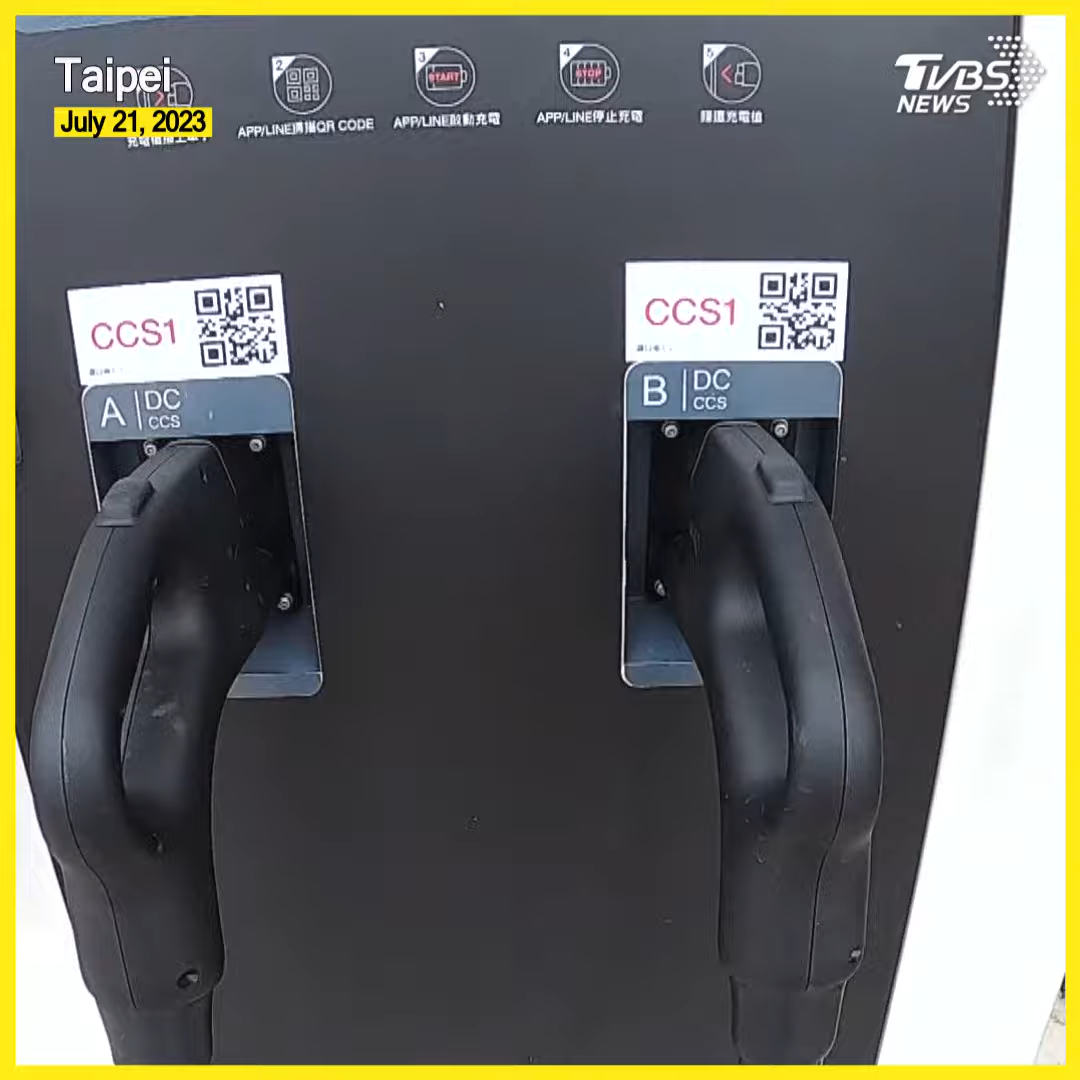 Taipei
July 21, 2023
TVBS
NEWS
2
3
4
5
START
STOP
APP/LINE掃描QR CODE
APP/LINE啟動充電
APP/LINE停止充電
歸還充電槍
CCS1
CCS1
A
DC
CCS
B
DC
CCS